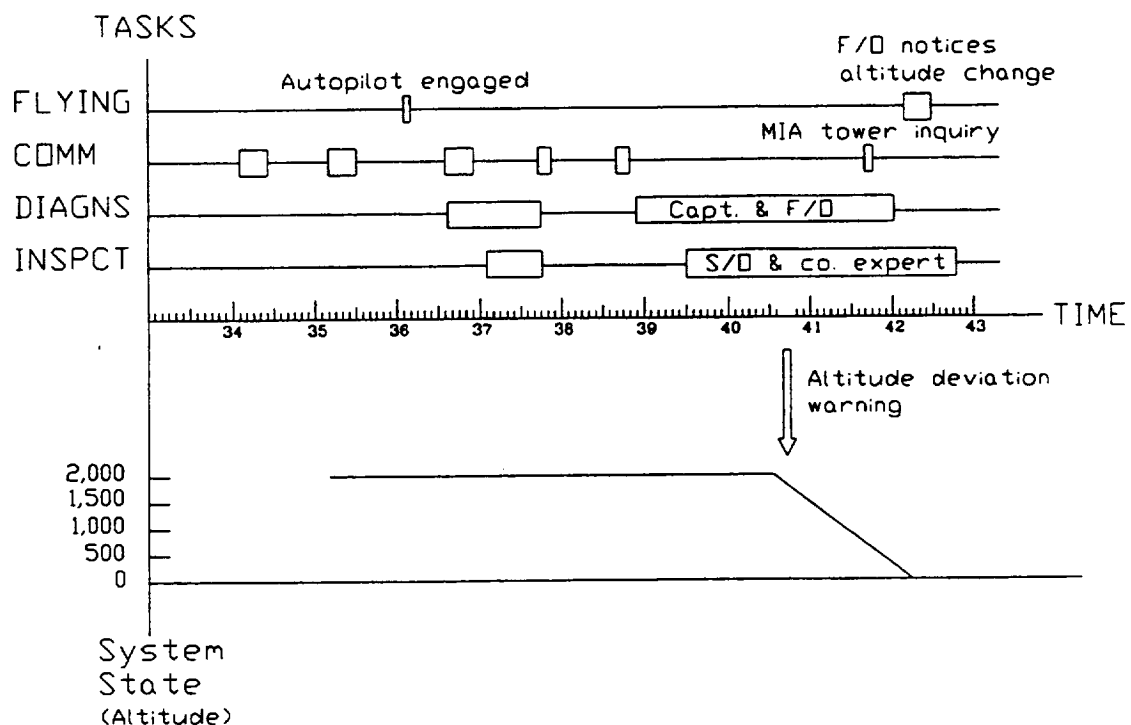 TASKS
F/O notices
altitude change
Autopilot engaged
FLYING
MIA tower inquiry
COMM
DIAGNS
Capt. & F/O
INSPCT
S/O & co. expert
34 35 36 37 38 39 40 41 42 43
TIME
Altitude deviation
warning
2,000
1,500
1,000
500
0
System
State
(Altitude)